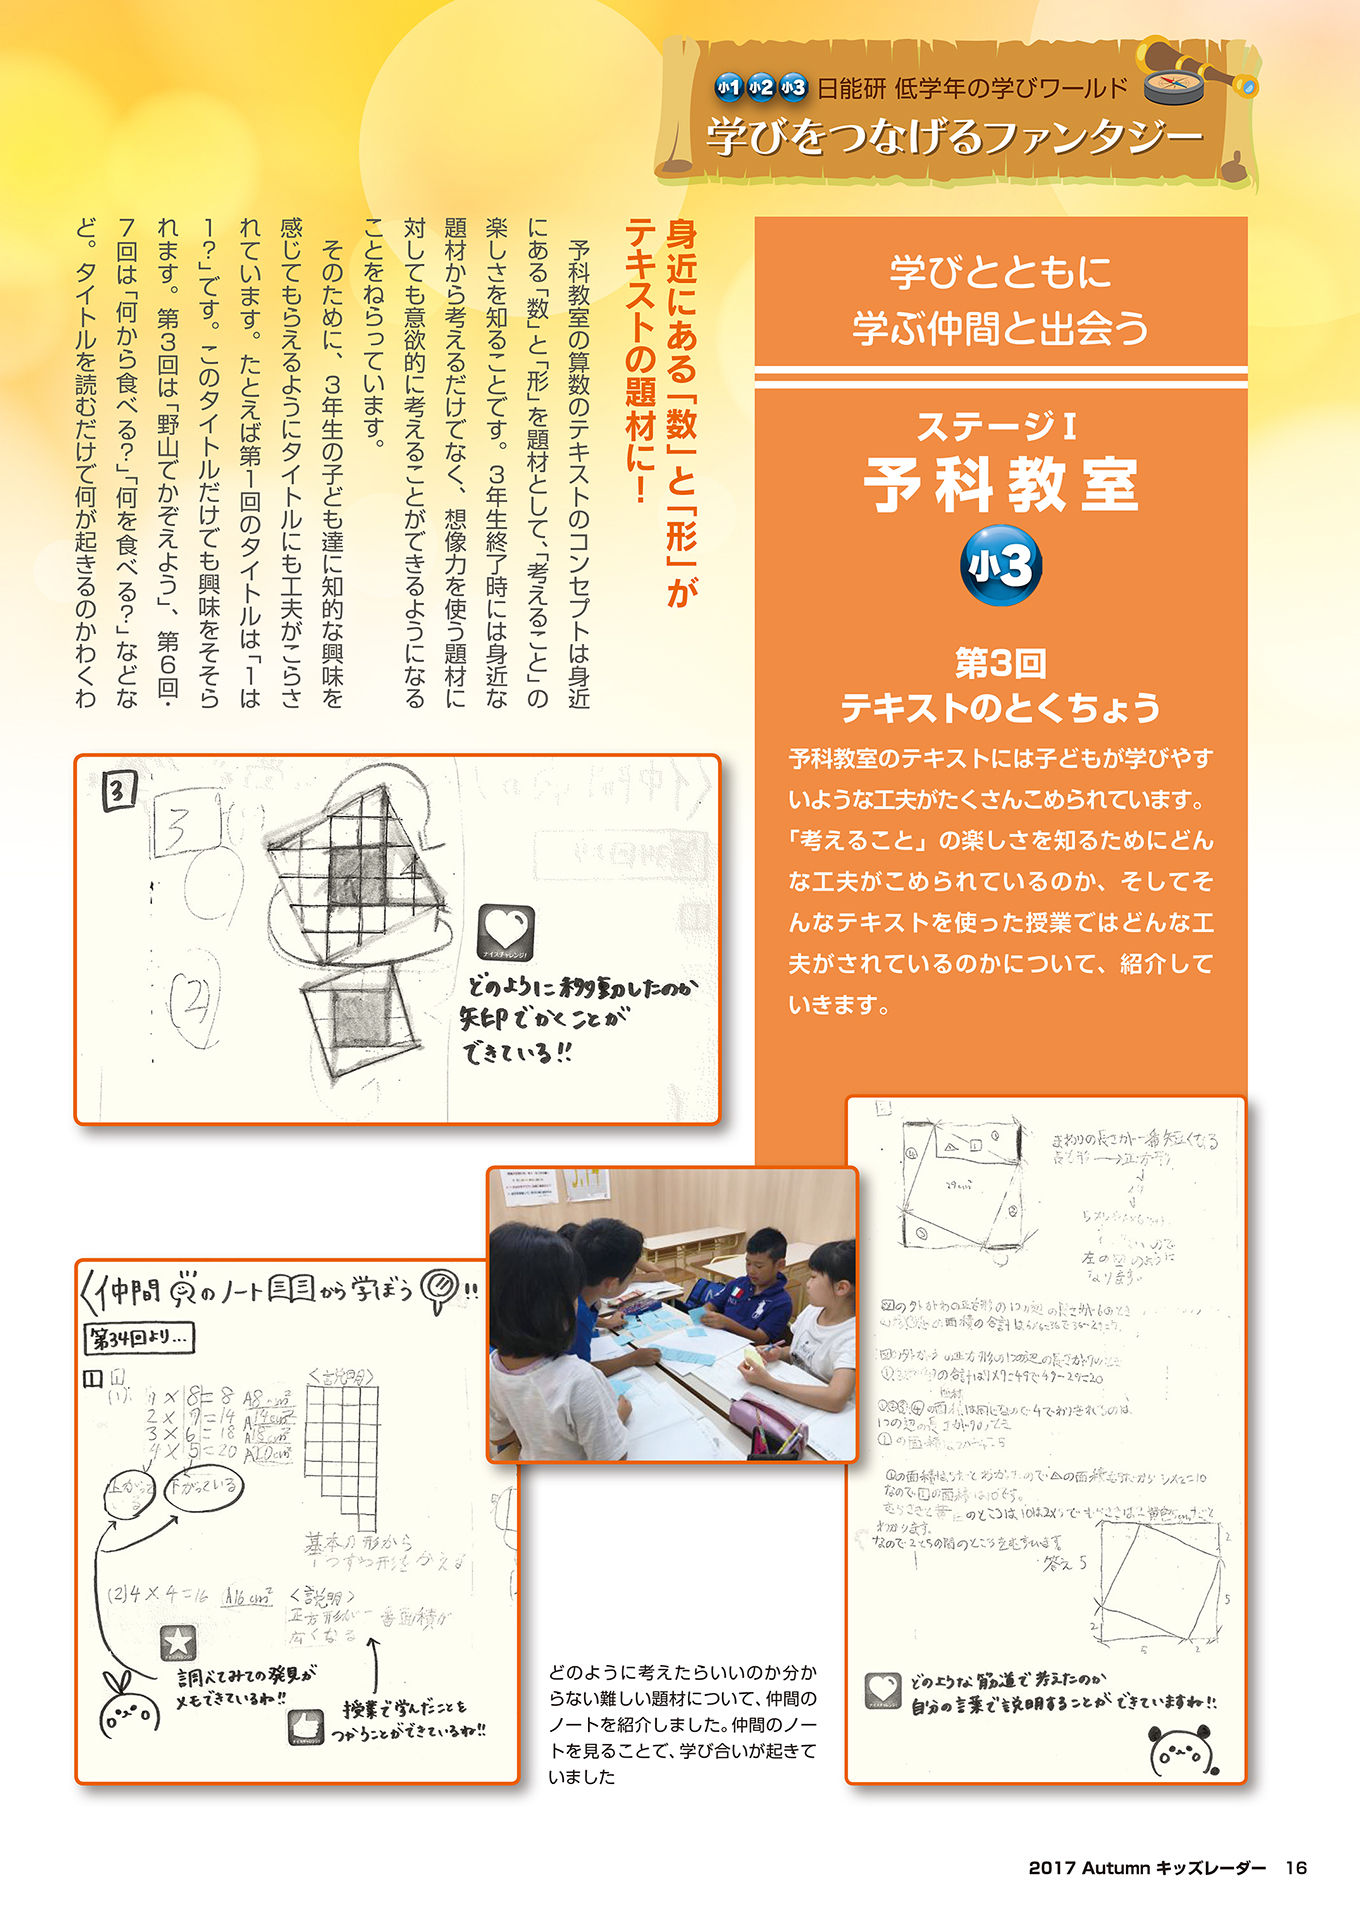 小1 小2 小3 日能研 低学年の学びワールド
学びをつなげるファンタジー
学びとともに
学ぶ仲間と出会う
ステージⅠ
予科教室
小3
第3回
テキストのとくちょう
予科教室のテキストには子どもが学びやす
いような工夫がたくさんこめられています。
「考えること」の楽しさを知るためにどん
な工夫がこめられているのか、そしてそ
んなテキストを使った授業ではどんな工
夫がされているのかについて、紹介して
いきます。
身近にある「数」と「形」が
テキストの題材に！
予科教室の算数のテキストのコンセプトは身近
にある「数」と「形」を題材として、「考えること」の
楽しさを知ることです。3年生終了時には身近な
題材から考えるだけでなく、想像力を使う題材に
対しても意欲的に考えることができるようになる
ことをねらっています。
そのために、3年生の子ども達に知的な興味を
感じてもらえるようにタイトルにも工夫がこらさ
れています。たとえば第1回のタイトルは「1は
1？」です。このタイトルだけでも興味をそそら
れます。第3回は「野山でかぞえよう」、第6回・
7回は「何から食べる？」「何を食べる？」などな
ど。タイトルを読むだけで何が起きるのかわくわ
3
3
(2)
ナイスチャレンジ！
どのように移動したのか
矢印でかくことが
できている!!
仲間のノートから学ぼう!!
第34回より…
1
(1)
1×8=8 A8cm²
2×7=14 A14cm²
3×6=18 A18cm²
4×5=20 A20cm²
上がっている
下がっている
〈説明〉
基本の形から
1つずつ形をかえる
(2) 4×4=16 A16cm²
〈説明〉
正方形が一番面積が
広くなる
調べてみての発見が
メモできているね!!
授業で学んだことを
つかうことができているね!!
どのように考えたらいいのか分か
らない難しい題材について、仲間の
ノートを紹介しました。仲間のノー
トを見ることで、学び合いが起きて
いました
まわりの長さが一番短くなる
長方形→正方形
29cm²
左の図のように
なります。
答え 5
2
5
2
5
2
どのような筋道で考えたのか
自分の言葉で説明することができていますね!!
2017 Autumn キッズレーダー 16